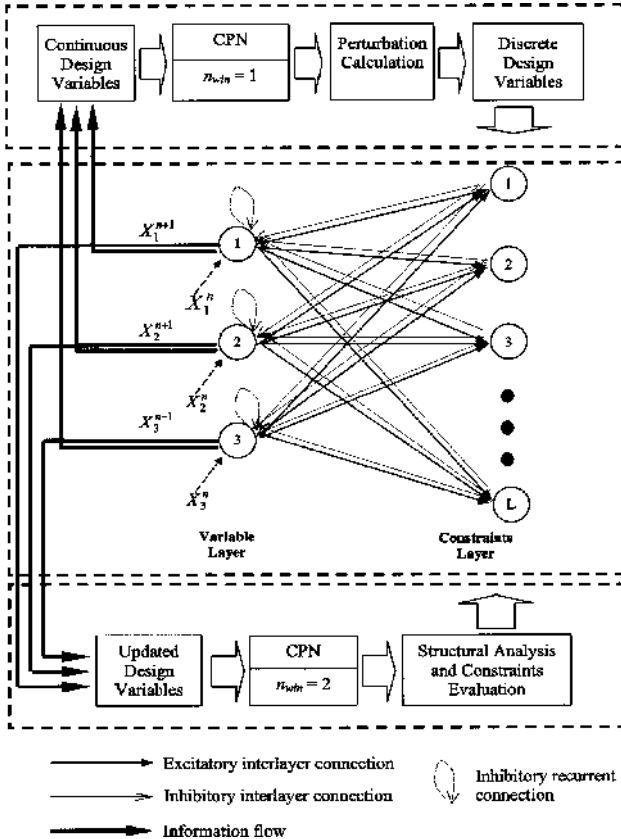 Continuous
Design
Variables
CPN
n_win = 1
Perturbation
Calculation
Discrete
Design
Variables
1
X_1^{n+1}
1
X_1^n
2
X_2^{n+1}
2
X_2^n
3
X_3^{n-1}
3
X_3^n
L
Variable
Layer
Constraints
Layer
Updated
Design
Variables
CPN
n_win = 2
Structural Analysis
and Constraints
Evaluation
Excitatory interlayer connection
Inhibitory interlayer connection
Information flow
Inhibitory recurrent
connection